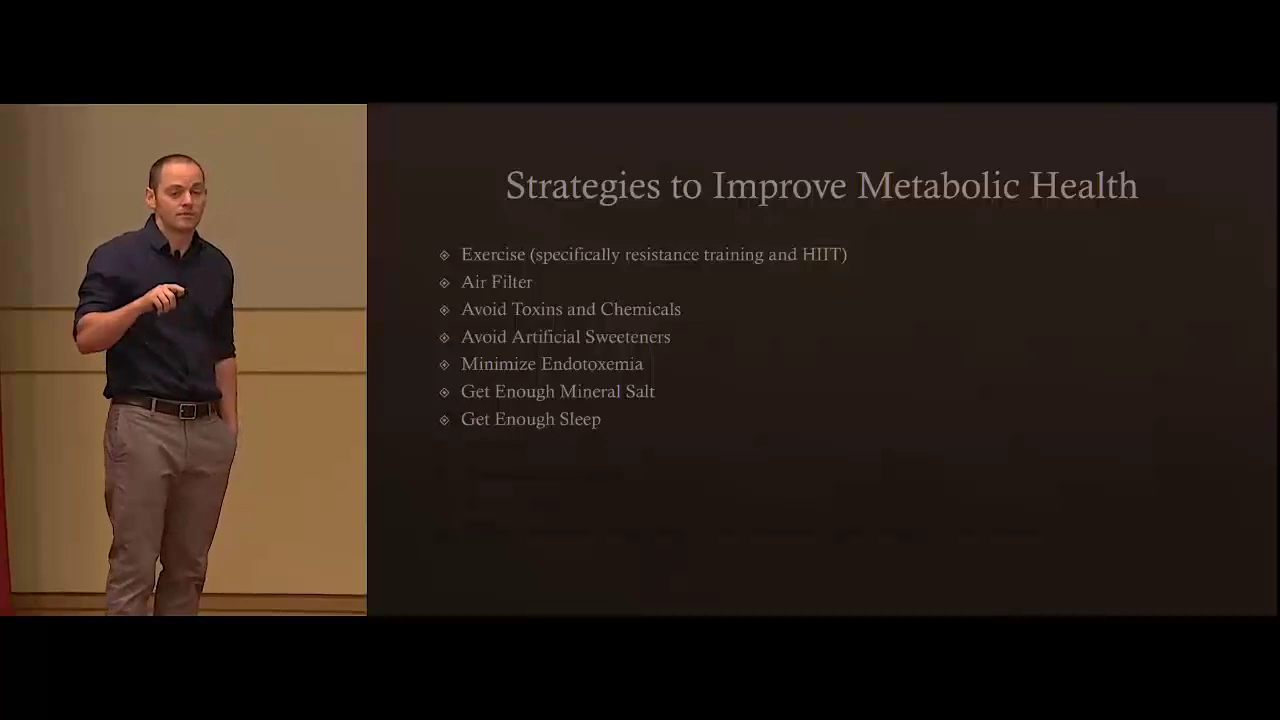 Strategies to Improve Metabolic Health
Exercise (specifically resistance training and HIIT)
Air Filter
Avoid Toxins and Chemicals
Avoid Artificial Sweeteners
Minimize Endotoxemia
Get Enough Mineral Salt
Get Enough Sleep